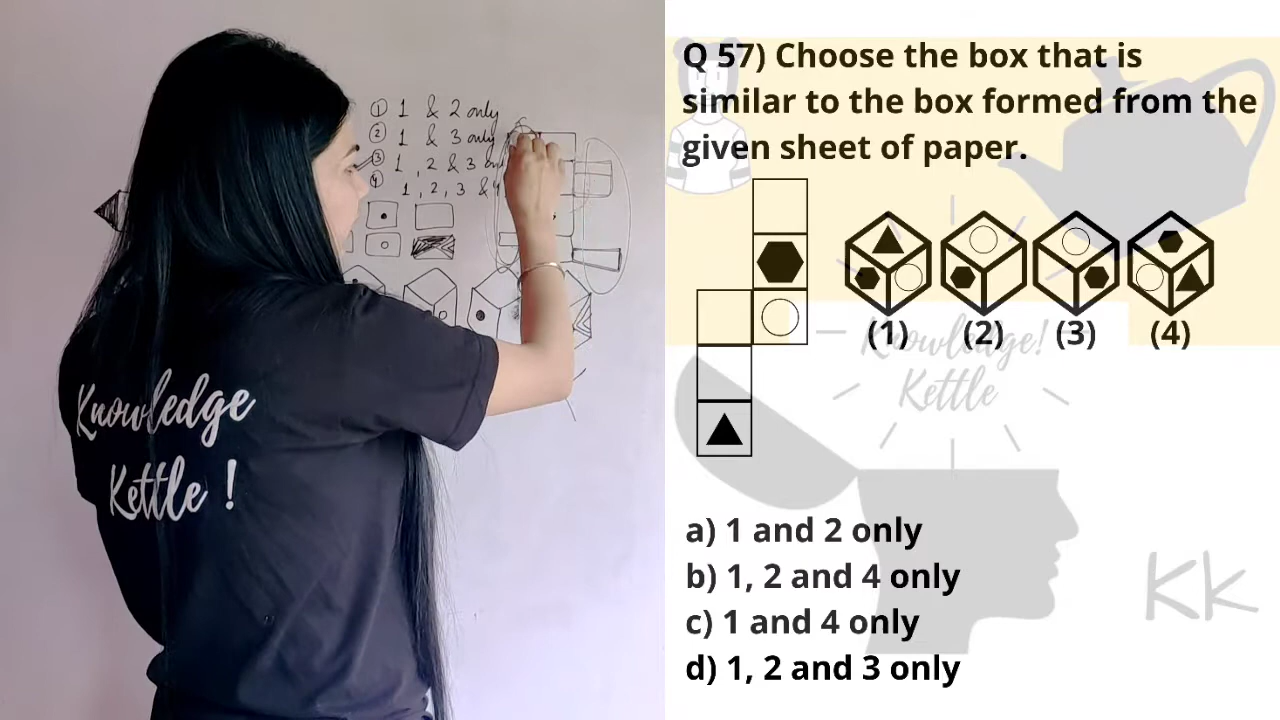 ① 1 & 2 only
② 1 & 3 only
③ 1, 2 & 3
④ 1, 2, 3 &
Knowledge
Kettle !
Q 57) Choose the box that is
similar to the box formed from the
given sheet of paper.
(1) (2) (3) (4)
Knowledge!
Kettle
a) 1 and 2 only
b) 1, 2 and 4 only
c) 1 and 4 only
d) 1, 2 and 3 only
KK